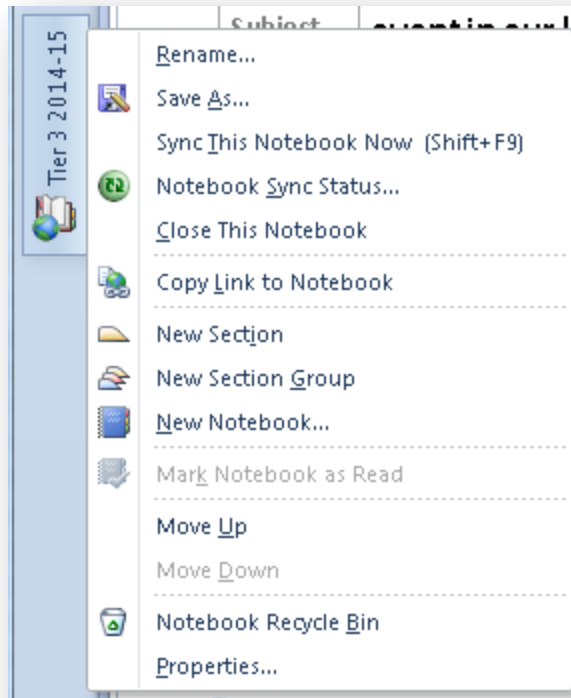 Subject
Tier 3 2014-15
Rename...
Save As...
Sync This Notebook Now (Shift+F9)
Notebook Sync Status...
Close This Notebook
Copy Link to Notebook
New Section
New Section Group
New Notebook...
Mark Notebook as Read
Move Up
Move Down
Notebook Recycle Bin
Properties...